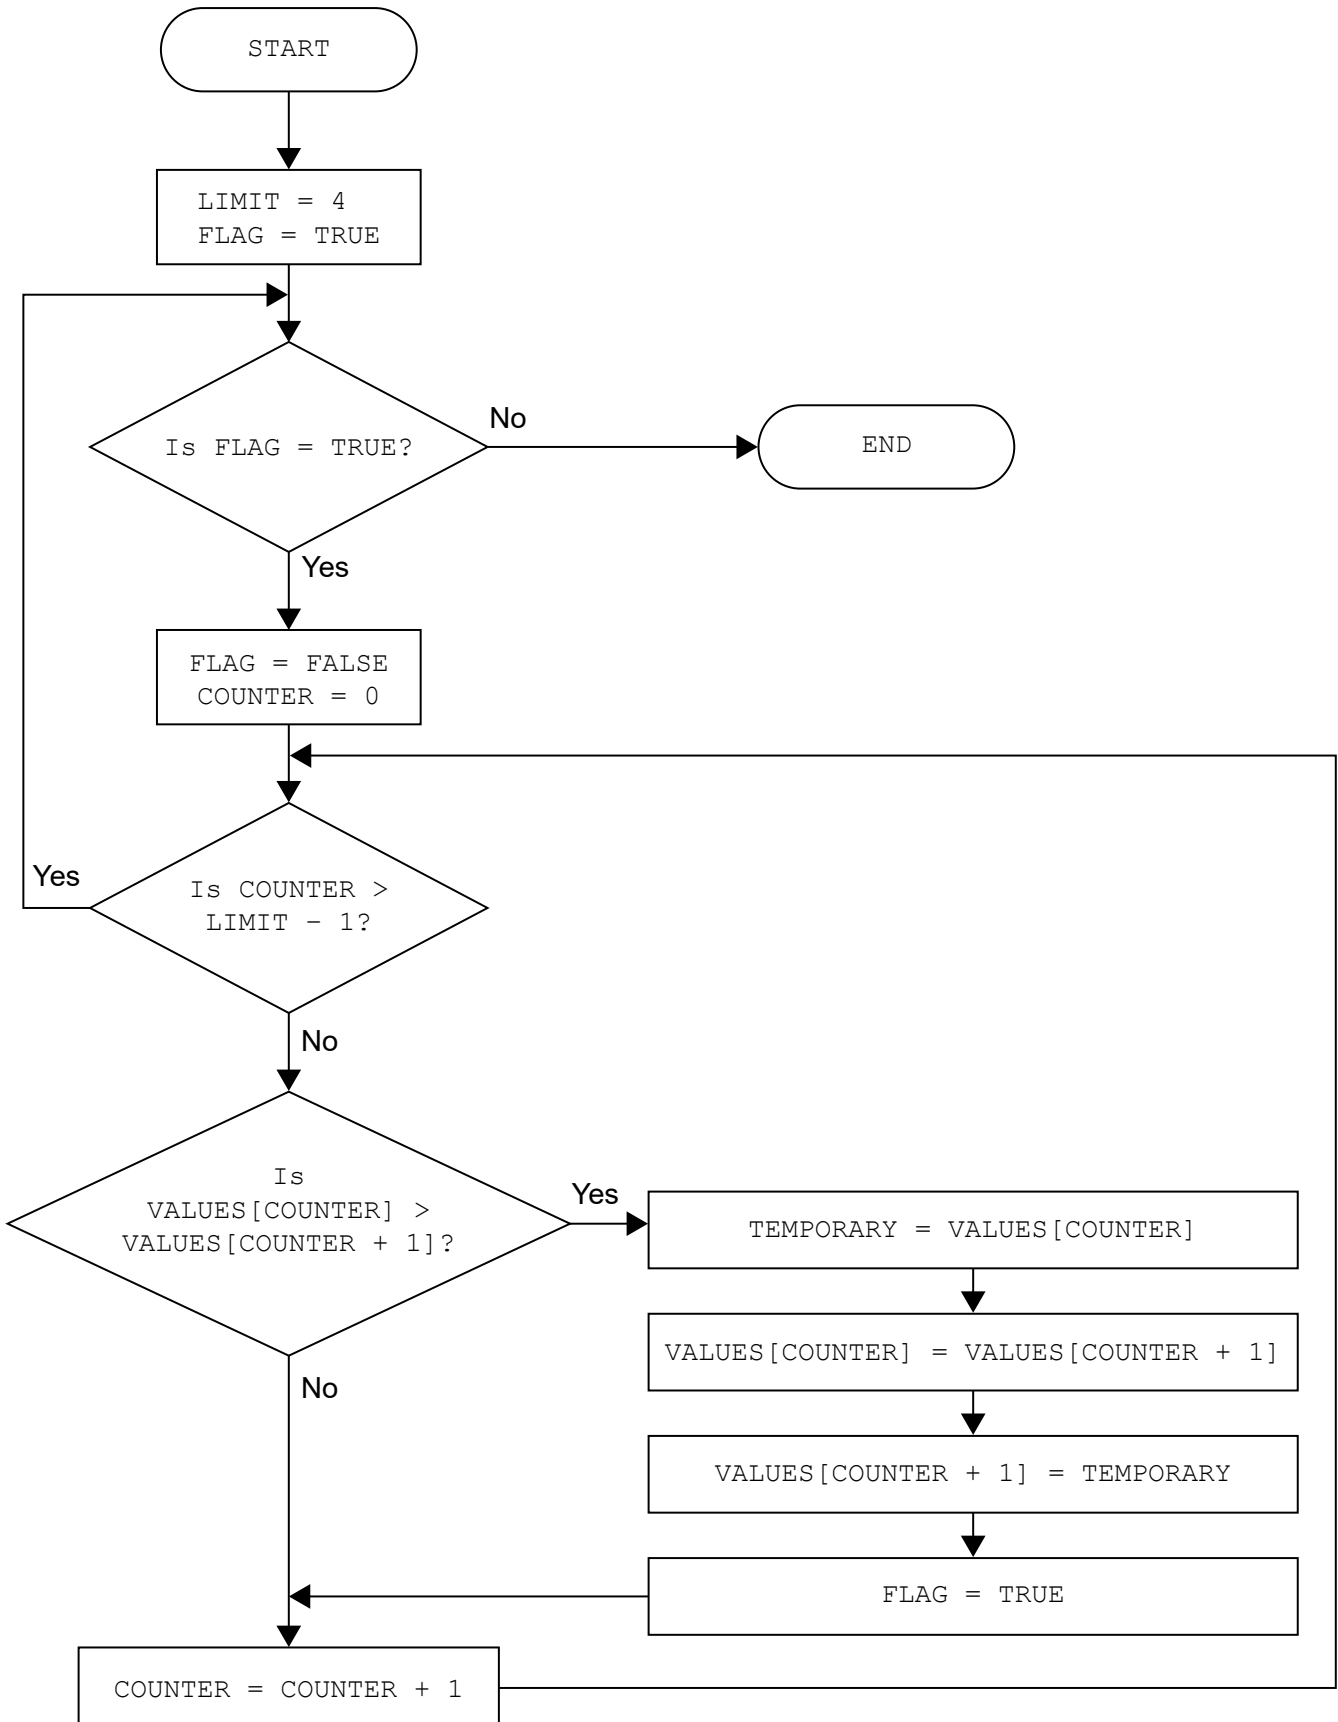 START
LIMIT = 4
FLAG = TRUE
Is FLAG = TRUE?
No
END
Yes
FLAG = FALSE
COUNTER = 0
Yes
Is COUNTER >
LIMIT – 1?
No
Is
VALUES[COUNTER] >
VALUES[COUNTER + 1]?
Yes
TEMPORARY = VALUES[COUNTER]
VALUES[COUNTER] = VALUES[COUNTER + 1]
No
VALUES[COUNTER + 1] = TEMPORARY
FLAG = TRUE
COUNTER = COUNTER + 1